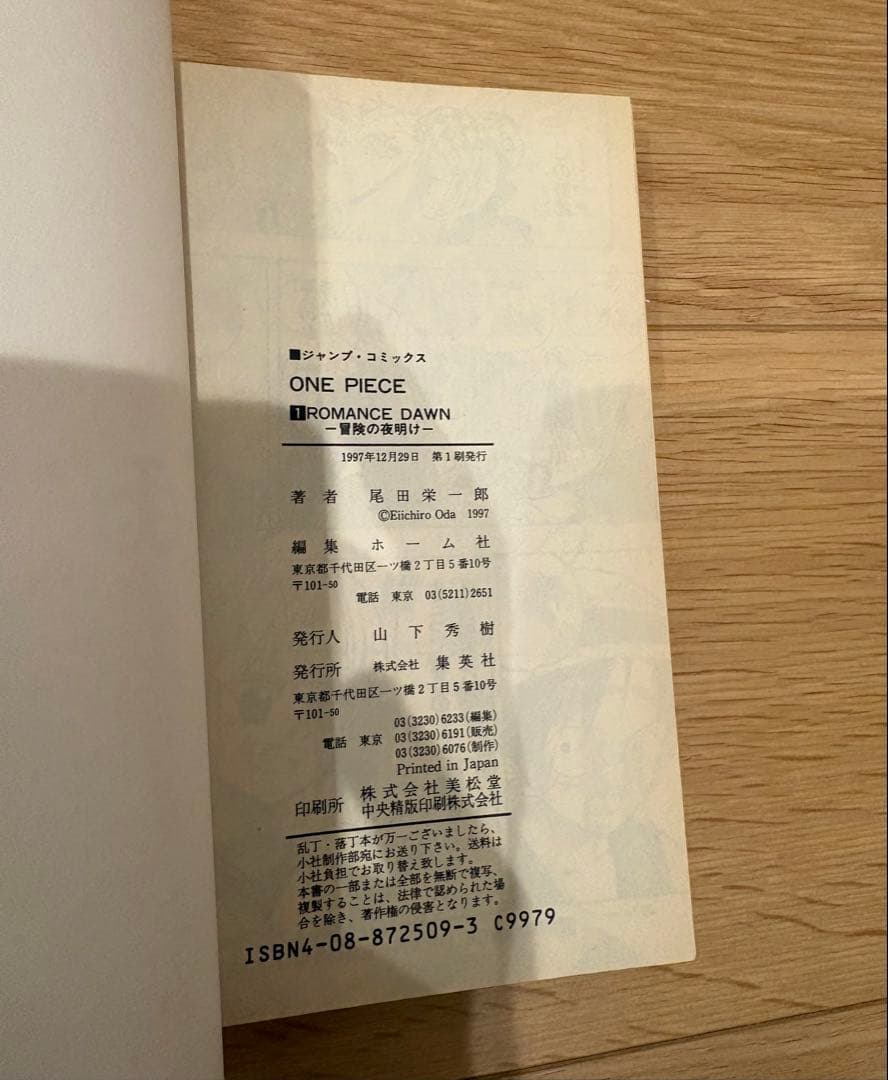 ■ジャンプ・コミックス
ONE PIECE
1 ROMANCE DAWN
―冒険の夜明け―
1997年12月29日 第1刷発行
著者 尾田栄一郎
©Eiichiro Oda 1997
編集 ホーム社
東京都千代田区一ツ橋2丁目5番10号
〒101-50
電話 東京 03(5211)2651
発行人 山下秀樹
発行所 株式会社 集英社
東京都千代田区一ツ橋2丁目5番10号
〒101-50
03(3230)6233(編集)
電話 東京 03(3230)6191(販売)
03(3230)6076(制作)
Printed in Japan
印刷所 株式会社美松堂
中央精版印刷株式会社
乱丁・落丁本が万一ございましたら、
小社制作部宛にお送り下さい。送料は
小社負担でお取り替え致します。
本書の一部または全部を無断で複写、
複製することは、法律で認められた場
合を除き、著作権の侵害となります。
ISBN4-08-872509-3 C9979